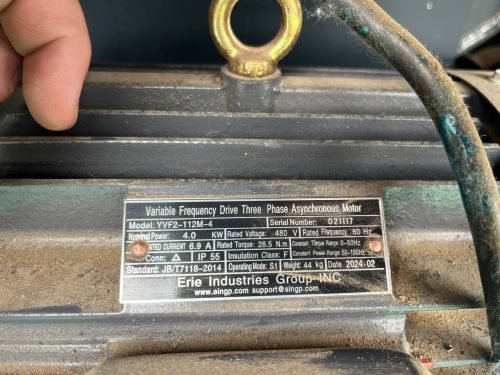 Variable Frequency Drive Three Phase Asynchronous Motor
Model: YVF2-112M-4 Serial Number: 021117
Nominal Power: 4.0 KW Rated Voltage: 480 V Rated Frequency: 60 Hz
RATED CURRENT 6.9 A Rated Torque: 26.5 N.m Constant Torque Range: 0~50Hz
Conn: △ IP 55 Insulation Class: F Constant Power Range: 50~100Hz
Standard: JB/T7118-2014 Operating Mode: S1 Weight: 44 kg Date 2024-02
Erie Industries Group INC
www.eingp.com support@eingp.com